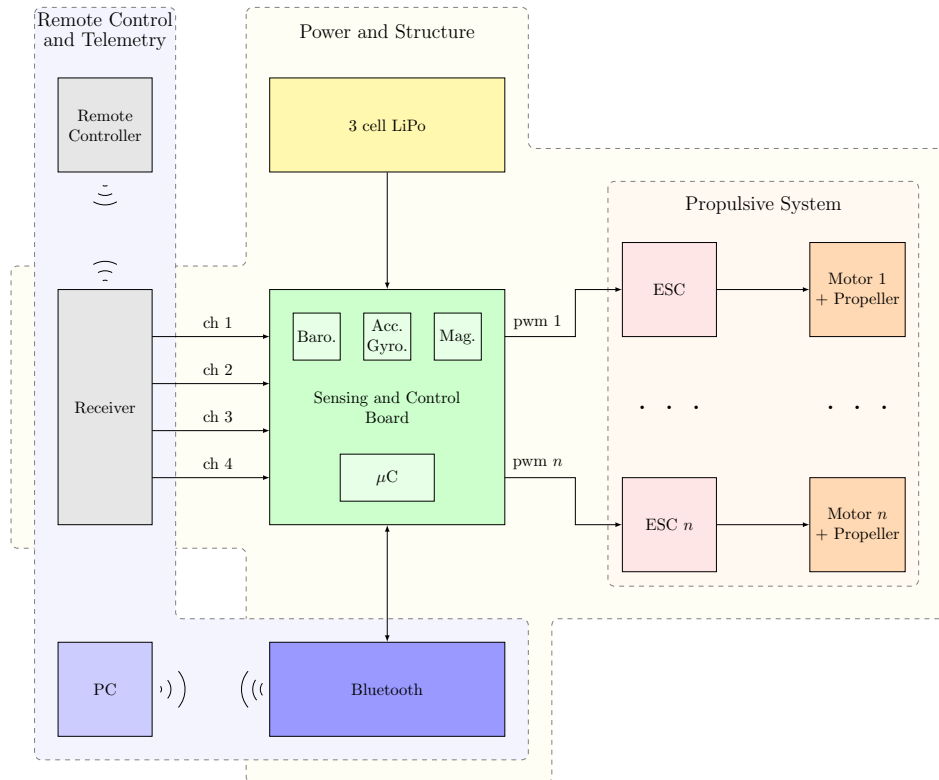 Remote Control
and Telemetry
Power and Structure
Remote
Controller
3 cell LiPo
Propulsive System
ESC
Motor 1
+ Propeller
ch 1
ch 2
ch 3
ch 4
Receiver
Baro.
Acc.
Gyro.
Mag.
Sensing and Control
Board
μC
pwm 1
pwm n
. . .
. . .
ESC n
Motor n
+ Propeller
PC
Bluetooth